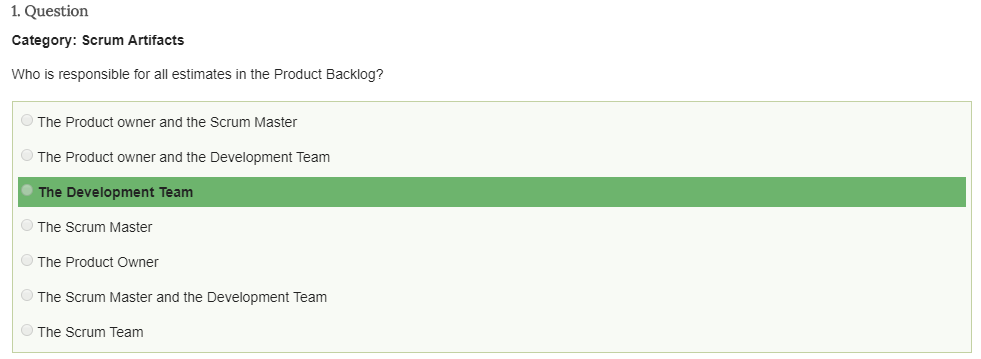 1. Question
Category: Scrum Artifacts
Who is responsible for all estimates in the Product Backlog?
The Product owner and the Scrum Master
The Product owner and the Development Team
The Development Team
The Scrum Master
The Product Owner
The Scrum Master and the Development Team
The Scrum Team